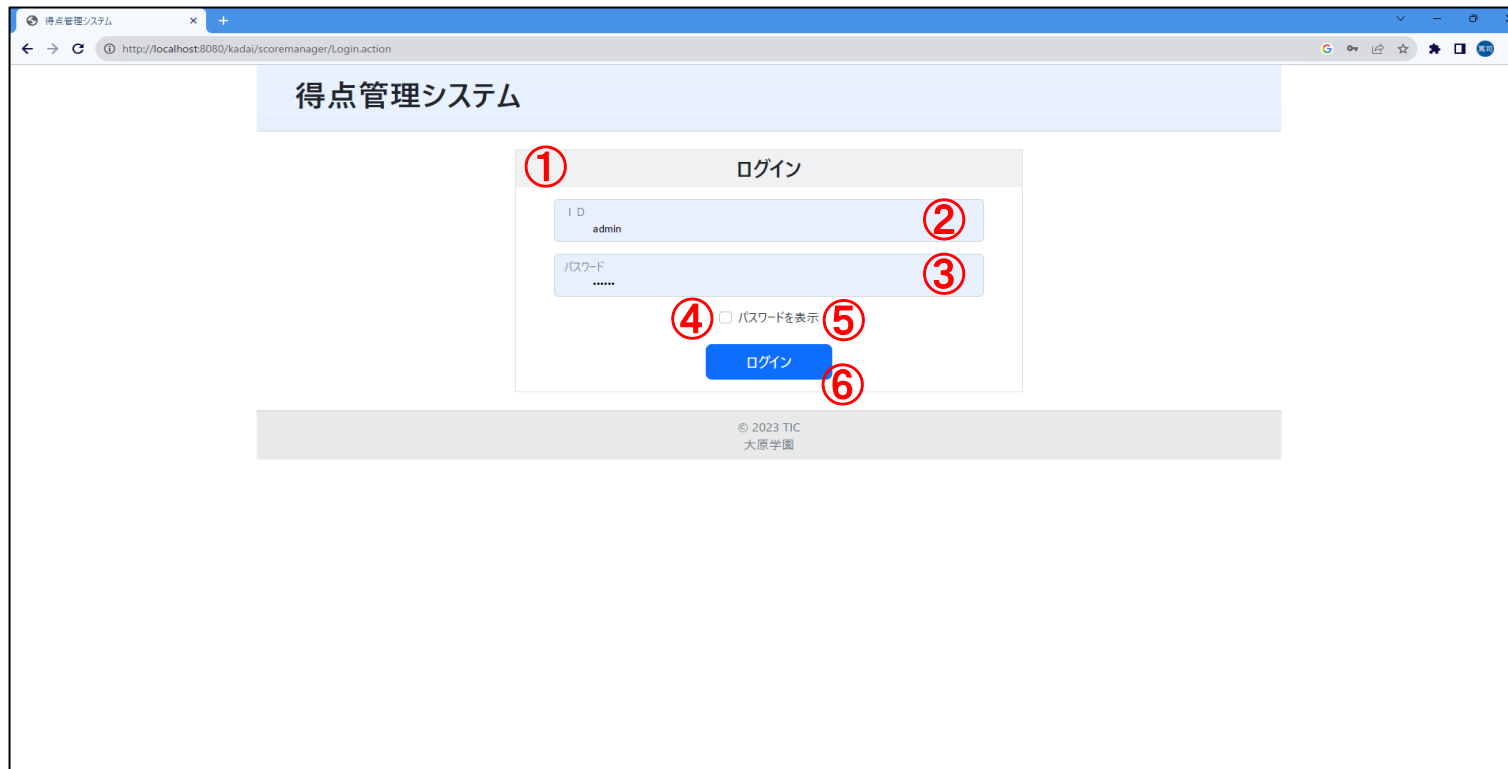 得点管理システム
http://localhost:8080/kadai/scoremanager/Login.action
得点管理システム
① ログイン
ＩＤ
admin ②
パスワード
•••••• ③
④ パスワードを表示 ⑤
ログイン
⑥
© 2023 TIC
大原学園